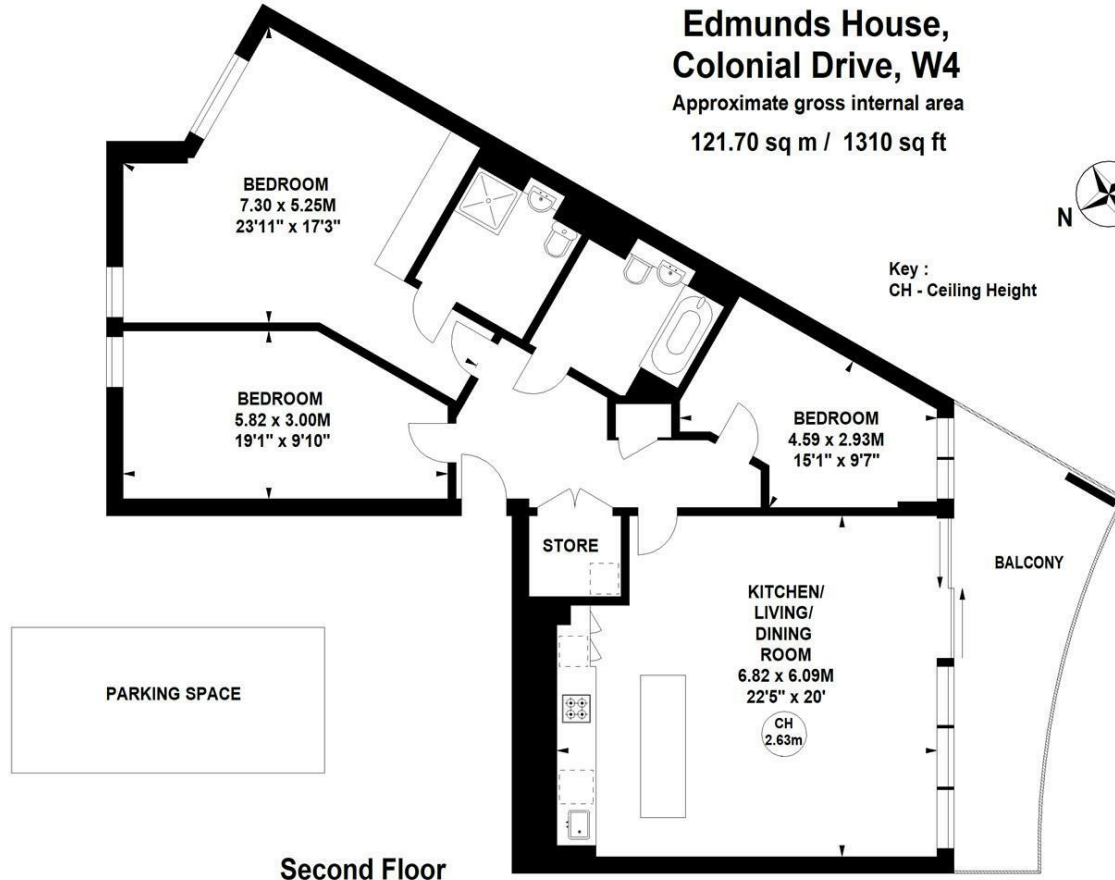 Edmunds House,
Colonial Drive, W4
Approximate gross internal area
121.70 sq m / 1310 sq ft
N
Key :
CH - Ceiling Height
BEDROOM
7.30 x 5.25M
23'11" x 17'3"
BEDROOM
5.82 x 3.00M
19'1" x 9'10"
BEDROOM
4.59 x 2.93M
15'1" x 9'7"
STORE
BALCONY
KITCHEN/
LIVING/
DINING
ROOM
6.82 x 6.09M
22'5" x 20'
CH
2.63m
PARKING SPACE
Second Floor